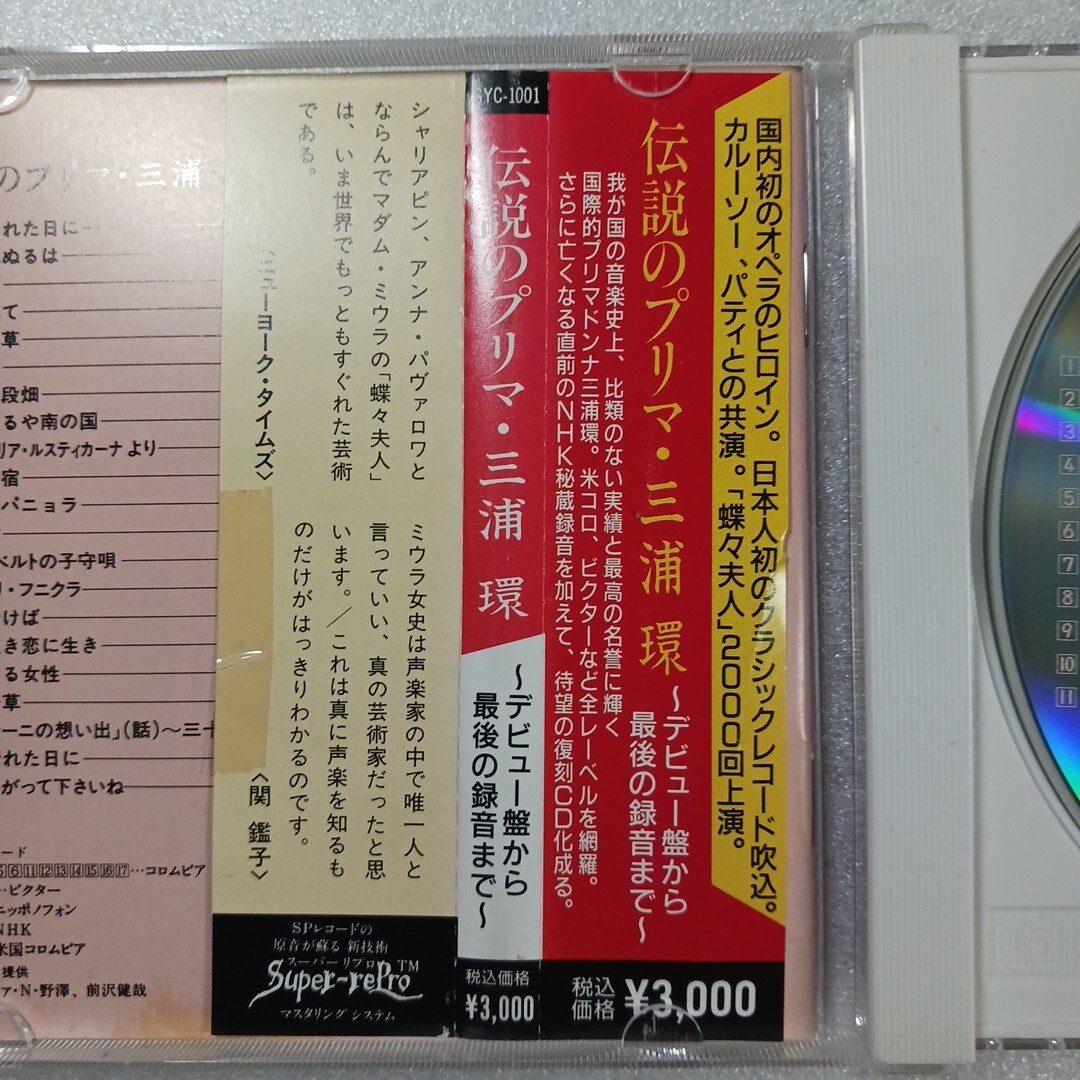 国内初のオペラのヒロイン。日本人初のクラシックレコード吹込。
カルーソー、パティとの共演。「蝶々夫人」2000回上演。
伝説のプリマ・三浦 環 ～デビュー盤から
最後の録音まで～
我が国の音楽史上、比類のない実績と最高の名誉に輝く
国際的プリマドンナ三浦環。米コロ、ビクターなど全レーベルを網羅。
さらに亡くなる直前のNHK秘蔵録音を加えて、待望の復刻CD化成る。
税込
価格
¥3,000
YC-1001
伝説のプリマ・三浦 環
～デビュー盤から
最後の録音まで～
税込価格
¥3,000
シャリアピン、アンナ・パヴァロワと
ならんでマダム・ミウラの「蝶々夫人」
は、いま世界でもっともすぐれた芸術
である。
〈ニューヨーク・タイムズ〉
ミウラ女史は声楽家の中で唯一人と
言っていい、真の芸術家だったと思
います。／これは真に声楽を知るも
のだけがはっきりわかるのです。
〈関 鑑子〉
SPレコードの
原音が蘇る 新技術
スーパーリプロ
Super-rePro™
マスタリング システム
のプリマ・三浦
れた日に
ぬるは
て
草
段畑
るや南の国
リア・ルスティカーナより
宿
パニョラ
ベルトの子守唄
リ・フニクラ
けば
き恋に生き
る女性
草
ーニの想い出」(話)～三十
れた日に
がって下さいね
ード
5 6 11 12 13 14 15 16 17…コロムビア
‥ビクター
ニッポノフォン
NHK
米国コロムビア
提供
ァ・N・野澤、前沢健哉
1
2
3
4
5
6
7
8
9
10
11